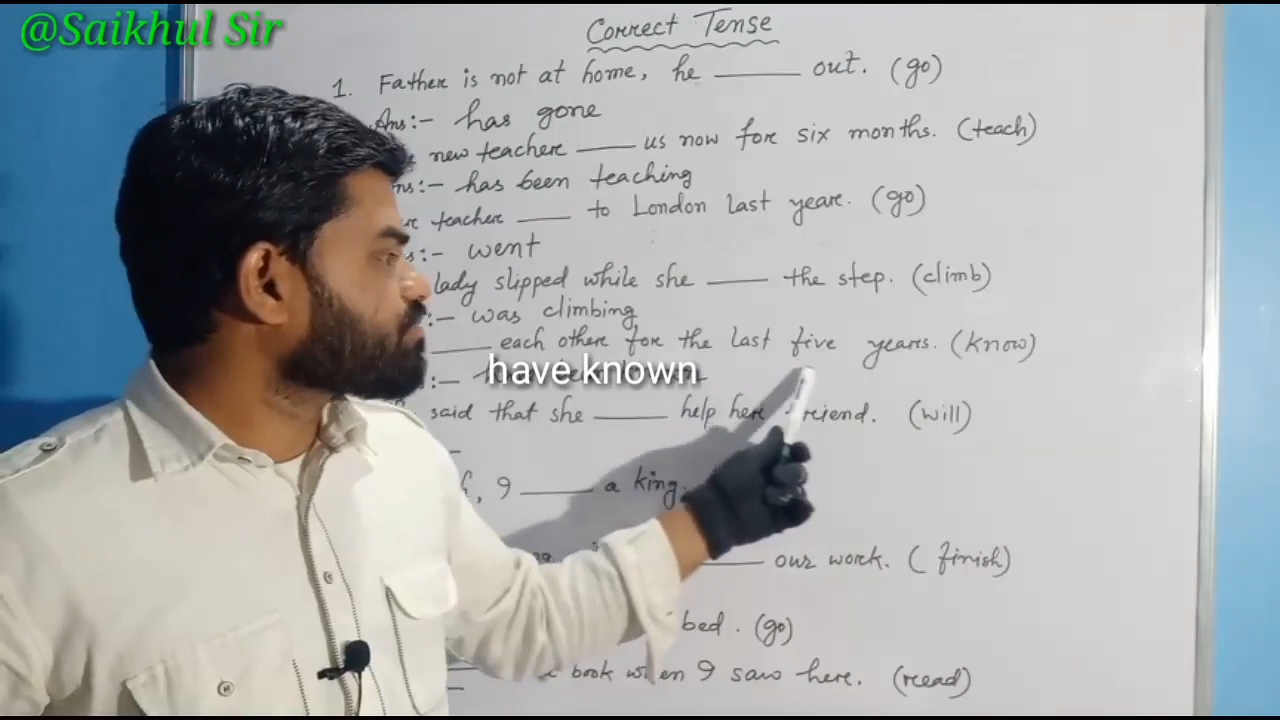 @Saikhul Sir
Correct Tense
1. Father is not at home, he _____ out. (go)
Ans:- has gone
new teacher _____ us now for six months. (teach)
Ans:- has been teaching
teacher _____ to London last year. (go)
went
lady slipped while she _____ the step. (climb)
was climbing
_____ each other for the last five years. (know)
have known
said that she _____ help her friend. (will)
, I _____ a king.
_____ our work. (finish)
bed. (go)
book when I saw her. (read)